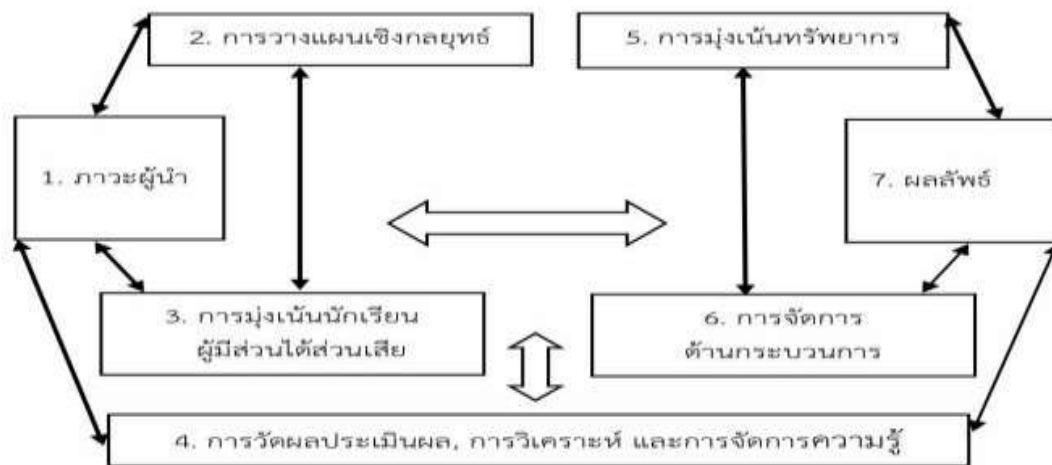 2. การวางแผนเชิงกลยุทธ์
5. การมุ่งเน้นทรัพยากร
1. ภาวะผู้นำ
7. ผลลัพธ์
3. การมุ่งเน้นนักเรียน
ผู้มีส่วนได้ส่วนเสีย
6. การจัดการ
ด้านกระบวนการ
4. การวัดผลประเมินผล, การวิเคราะห์ และการจัดการความรู้